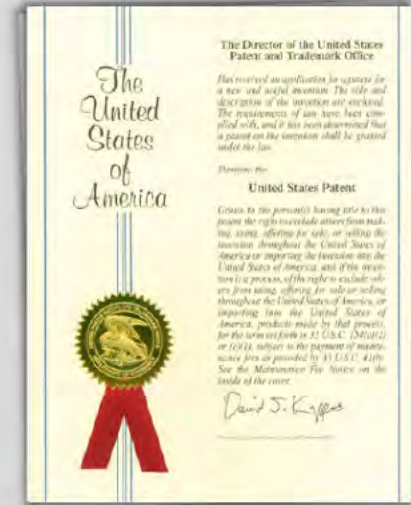 The
United
States
of
America
The Director of the United States
Patent and Trademark Office
Has received an application for a patent for
a new and useful invention. The title and
description of the invention are enclosed.
The requirements of law have been com-
plied with, and it has been determined that
a patent on the invention shall be granted
under the law.
Therefore, this
United States Patent
Grants to the person(s) having title to this
patent the right to exclude others from mak-
ing, using, offering for sale, or selling the
invention throughout the United States of
America or importing the invention into the
United States of America, and if the inven-
tion is a process, of the right to exclude oth-
ers from using, offering for sale or selling
throughout the United States of America, or
importing into the United States of
America, products made by that process,
for the term set forth in 35 U.S.C. 154(a)(2)
or (c)(1), subject to the payment of mainte-
nance fees as provided by 35 U.S.C. 41(b).
See the Maintenance Fee Notice on the
inside of the cover.
David J. Kappos